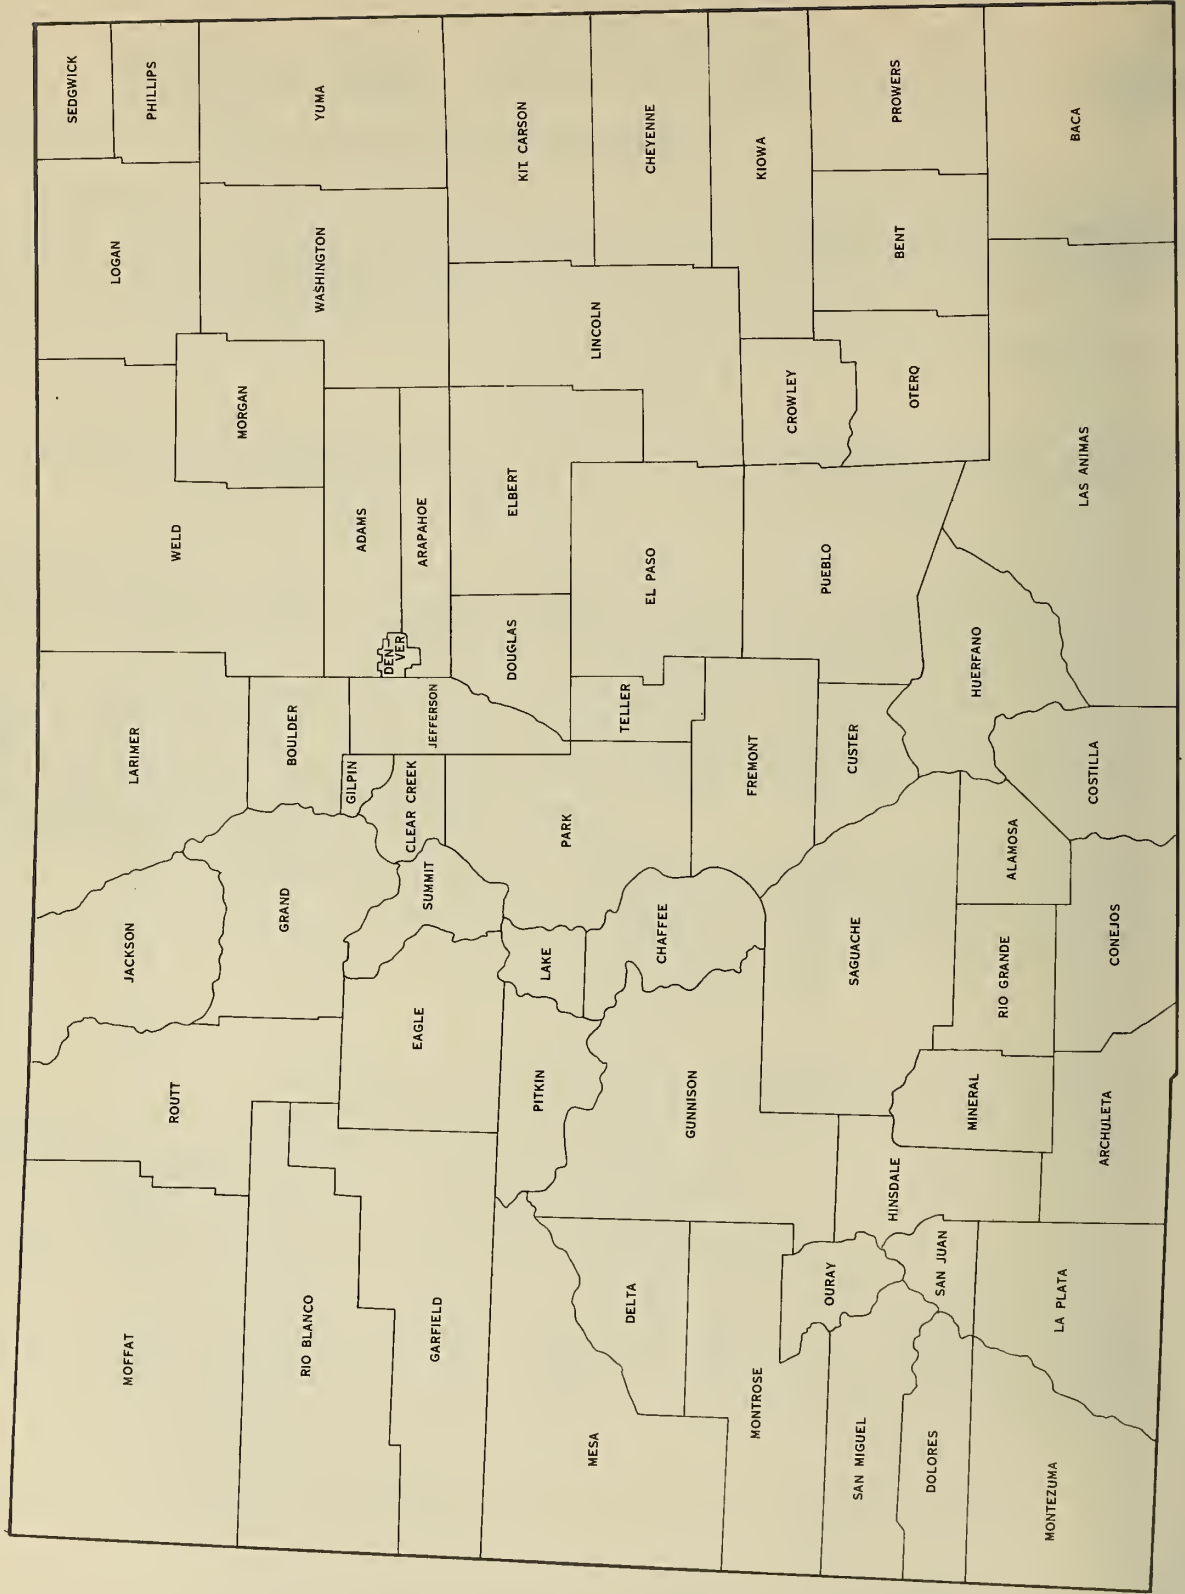 MOFFAT
ROUTT
JACKSON
LARIMER
WELD
LOGAN
SEDGWICK
PHILLIPS
MORGAN
WASHINGTON
YUMA
RIO BLANCO
GRAND
BOULDER
GILPIN
ADAMS
GARFIELD
EAGLE
SUMMIT
CLEAR CREEK
JEFFERSON
DEN-
VER
ARAPAHOE
MESA
PITKIN
LAKE
PARK
DOUGLAS
ELBERT
LINCOLN
KIT CARSON
DELTA
GUNNISON
CHAFFEE
TELLER
EL PASO
CHEYENNE
MONTROSE
FREMONT
CROWLEY
KIOWA
OURAY
SAGUACHE
CUSTER
PUEBLO
SAN MIGUEL
HINSDALE
OTERQ
BENT
PROWERS
DOLORES
SAN JUAN
MINERAL
RIO GRANDE
ALAMOSA
HUERFANO
MONTEZUMA
LA PLATA
ARCHULETA
CONEJOS
COSTILLA
LAS ANIMAS
BACA